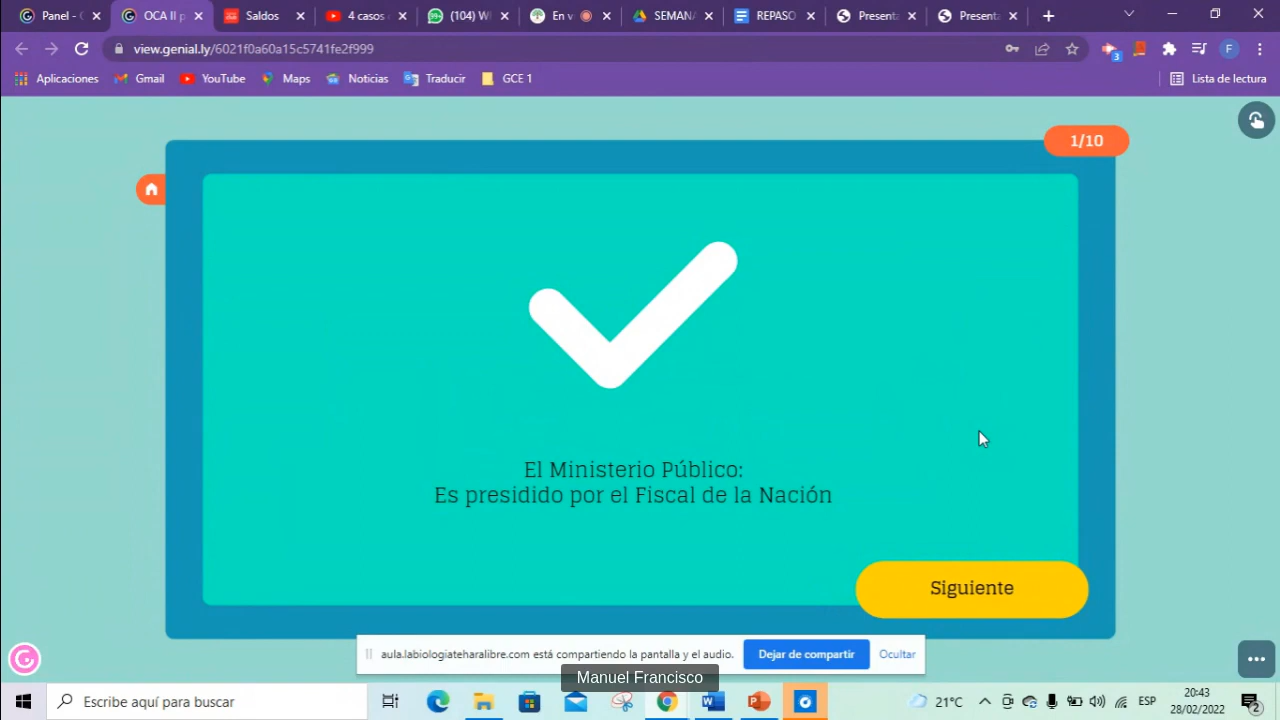 Panel - G
OCA II p
Saldos
4 casos
(104) W
En v
SEMANA
REPASO
Presenta
Presenta
view.genial.ly/6021f0a60a15c5741fe2f999
F
3
Aplicaciones
Gmail
YouTube
Maps
Noticias
Traducir
GCE 1
Lista de lectura
1/10
El Ministerio Público:
Es presidido por el Fiscal de la Nación
Siguiente
aula.labiologiateharalibre.com está compartiendo la pantalla y el audio.
Dejar de compartir
Ocultar
Manuel Francisco
Escribe aquí para buscar
21°C
ESP
20:43
28/02/2022
2